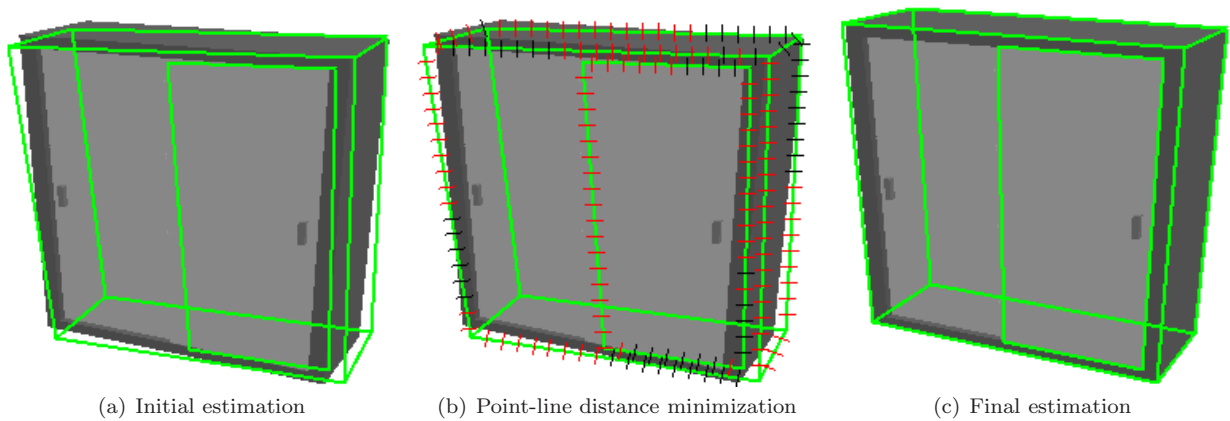 (a) Initial estimation
(b) Point-line distance minimization
(c) Final estimation